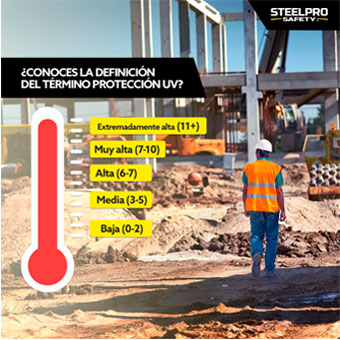 STEELPRO
SAFETY
¿CONOCES LA DEFINICIÓN
DEL TÉRMINO PROTECCIÓN UV?
Extremadamente alta (11+)
Muy alta (7-10)
Alta (6-7)
Media (3-5)
Baja (0-2)